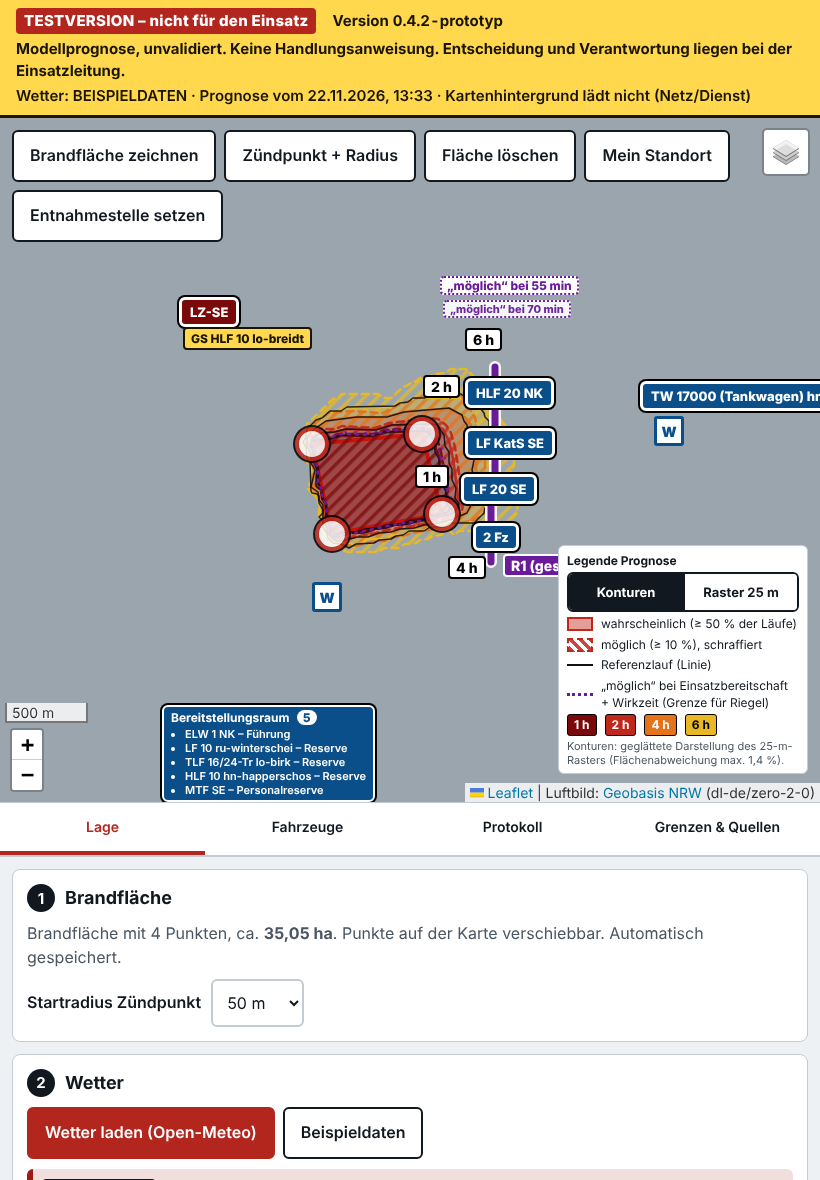 TESTVERSION – nicht für den Einsatz Version 0.4.2-prototyp
Modellprognose, unvalidiert. Keine Handlungsanweisung. Entscheidung und Verantwortung liegen bei der
Einsatzleitung.
Wetter: BEISPIELDATEN · Prognose vom 22.11.2026, 13:33 · Kartenhintergrund lädt nicht (Netz/Dienst)
Brandfläche zeichnen
Zündpunkt + Radius
Fläche löschen
Mein Standort
Entnahmestelle setzen
„möglich“ bei 55 min
„möglich“ bei 70 min
LZ-SE
GS HLF 10 lo-breidt
6 h
2 h
HLF 20 NK
TW 17000 (Tankwagen) hn
W
LF KatS SE
1 h
LF 20 SE
2 Fz
4 h
R1 (ges
W
Legende Prognose
Konturen
Raster 25 m
wahrscheinlich (≥ 50 % der Läufe)
möglich (≥ 10 %), schraffiert
Referenzlauf (Linie)
„möglich“ bei Einsatzbereitschaft
+ Wirkzeit (Grenze für Riegel)
1 h 2 h 4 h 6 h
Konturen: geglättete Darstellung des 25-m-
Rasters (Flächenabweichung max. 1,4 %).
500 m
+
−
Bereitstellungsraum 5
• ELW 1 NK – Führung
• LF 10 ru-winterschei – Reserve
• TLF 16/24-Tr lo-birk – Reserve
• HLF 10 hn-happerschos – Reserve
• MTF SE – Personalreserve
Leaflet | Luftbild: Geobasis NRW (dl-de/zero-2-0)
Lage
Fahrzeuge
Protokoll
Grenzen & Quellen
1 Brandfläche
Brandfläche mit 4 Punkten, ca. 35,05 ha. Punkte auf der Karte verschiebbar. Automatisch
gespeichert.
Startradius Zündpunkt 50 m
2 Wetter
Wetter laden (Open-Meteo)
Beispieldaten